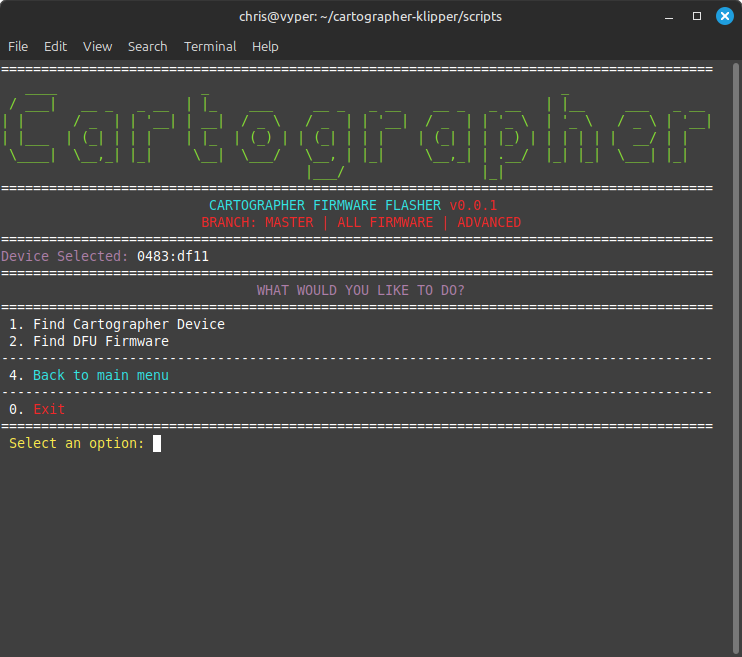 chris@vyper: ~/cartographer-klipper/scripts
File Edit View Search Terminal Help
Cartographer
CARTOGRAPHER FIRMWARE FLASHER v0.0.1
BRANCH: MASTER | ALL FIRMWARE | ADVANCED
Device Selected: 0483:df11
WHAT WOULD YOU LIKE TO DO?
1. Find Cartographer Device
2. Find DFU Firmware
4. Back to main menu
0. Exit
Select an option: